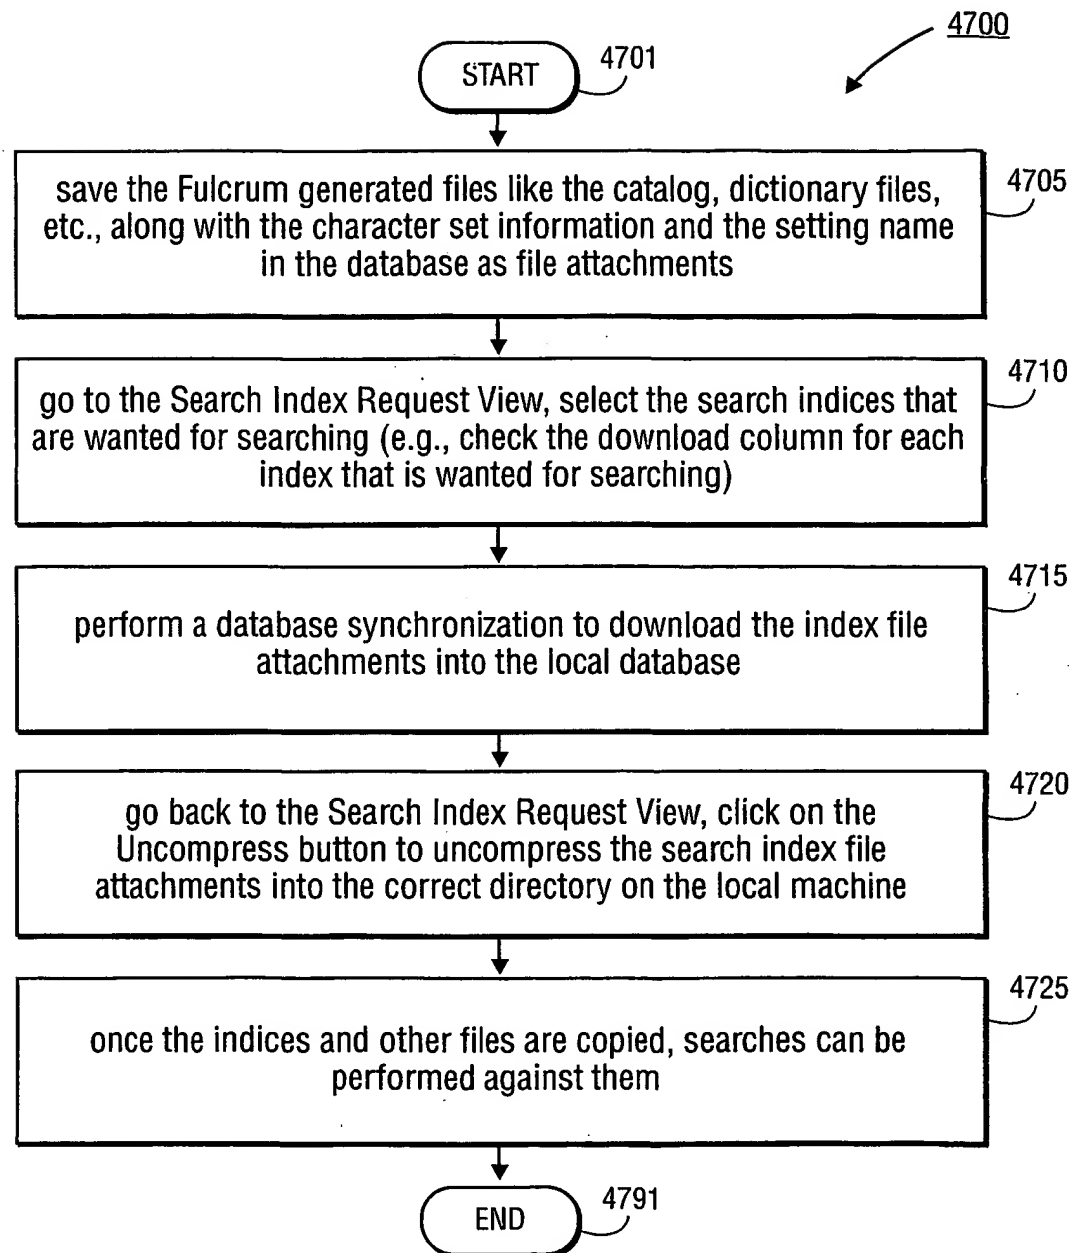 4700
START
4701
save the Fulcrum generated files like the catalog, dictionary files,
etc., along with the character set information and the setting name
in the database as file attachments
4705
go to the Search Index Request View, select the search indices that
are wanted for searching (e.g., check the download column for each
index that is wanted for searching)
4710
perform a database synchronization to download the index file
attachments into the local database
4715
go back to the Search Index Request View, click on the
Uncompress button to uncompress the search index file
attachments into the correct directory on the local machine
4720
once the indices and other files are copied, searches can be
performed against them
4725
END
4791